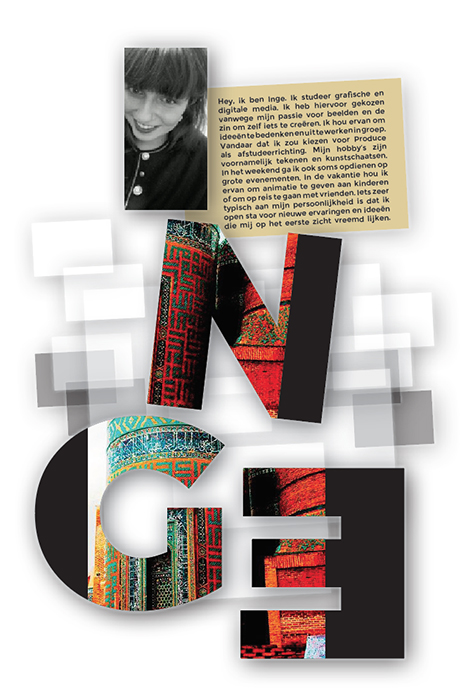 Hey, ik ben Inge. Ik studeer grafische en
digitale media. Ik heb hiervoor gekozen
vanwege mijn passie voor beelden en de
zin om zelf iets te creëren. Ik hou ervan om
ideeën te bedenken en uit te werken in groep.
Vandaar dat ik zou kiezen voor Produce
als afstudeerrichting. Mijn hobby's zijn
voornamelijk tekenen en kunstschaatsen.
In het weekend ga ik ook soms opdienen op
grote evenementen. In de vakantie hou ik
ervan om animatie te geven aan kinderen
of om op reis te gaan met vrienden. Iets zeer
typisch aan mijn persoonlijkheid is dat ik
open sta voor nieuwe ervaringen en ideeën
die mij op het eerste zicht vreemd lijken.
I
N
GE